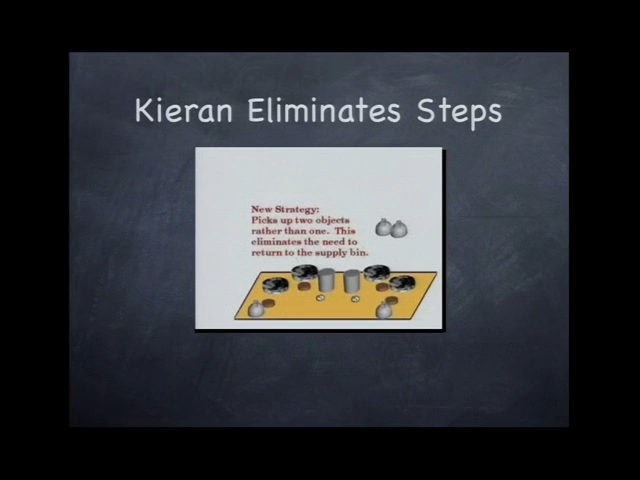 Kieran Eliminates Steps
New Strategy:
Picks up two objects
rather than one. This
eliminates the need to
return to the supply bin.